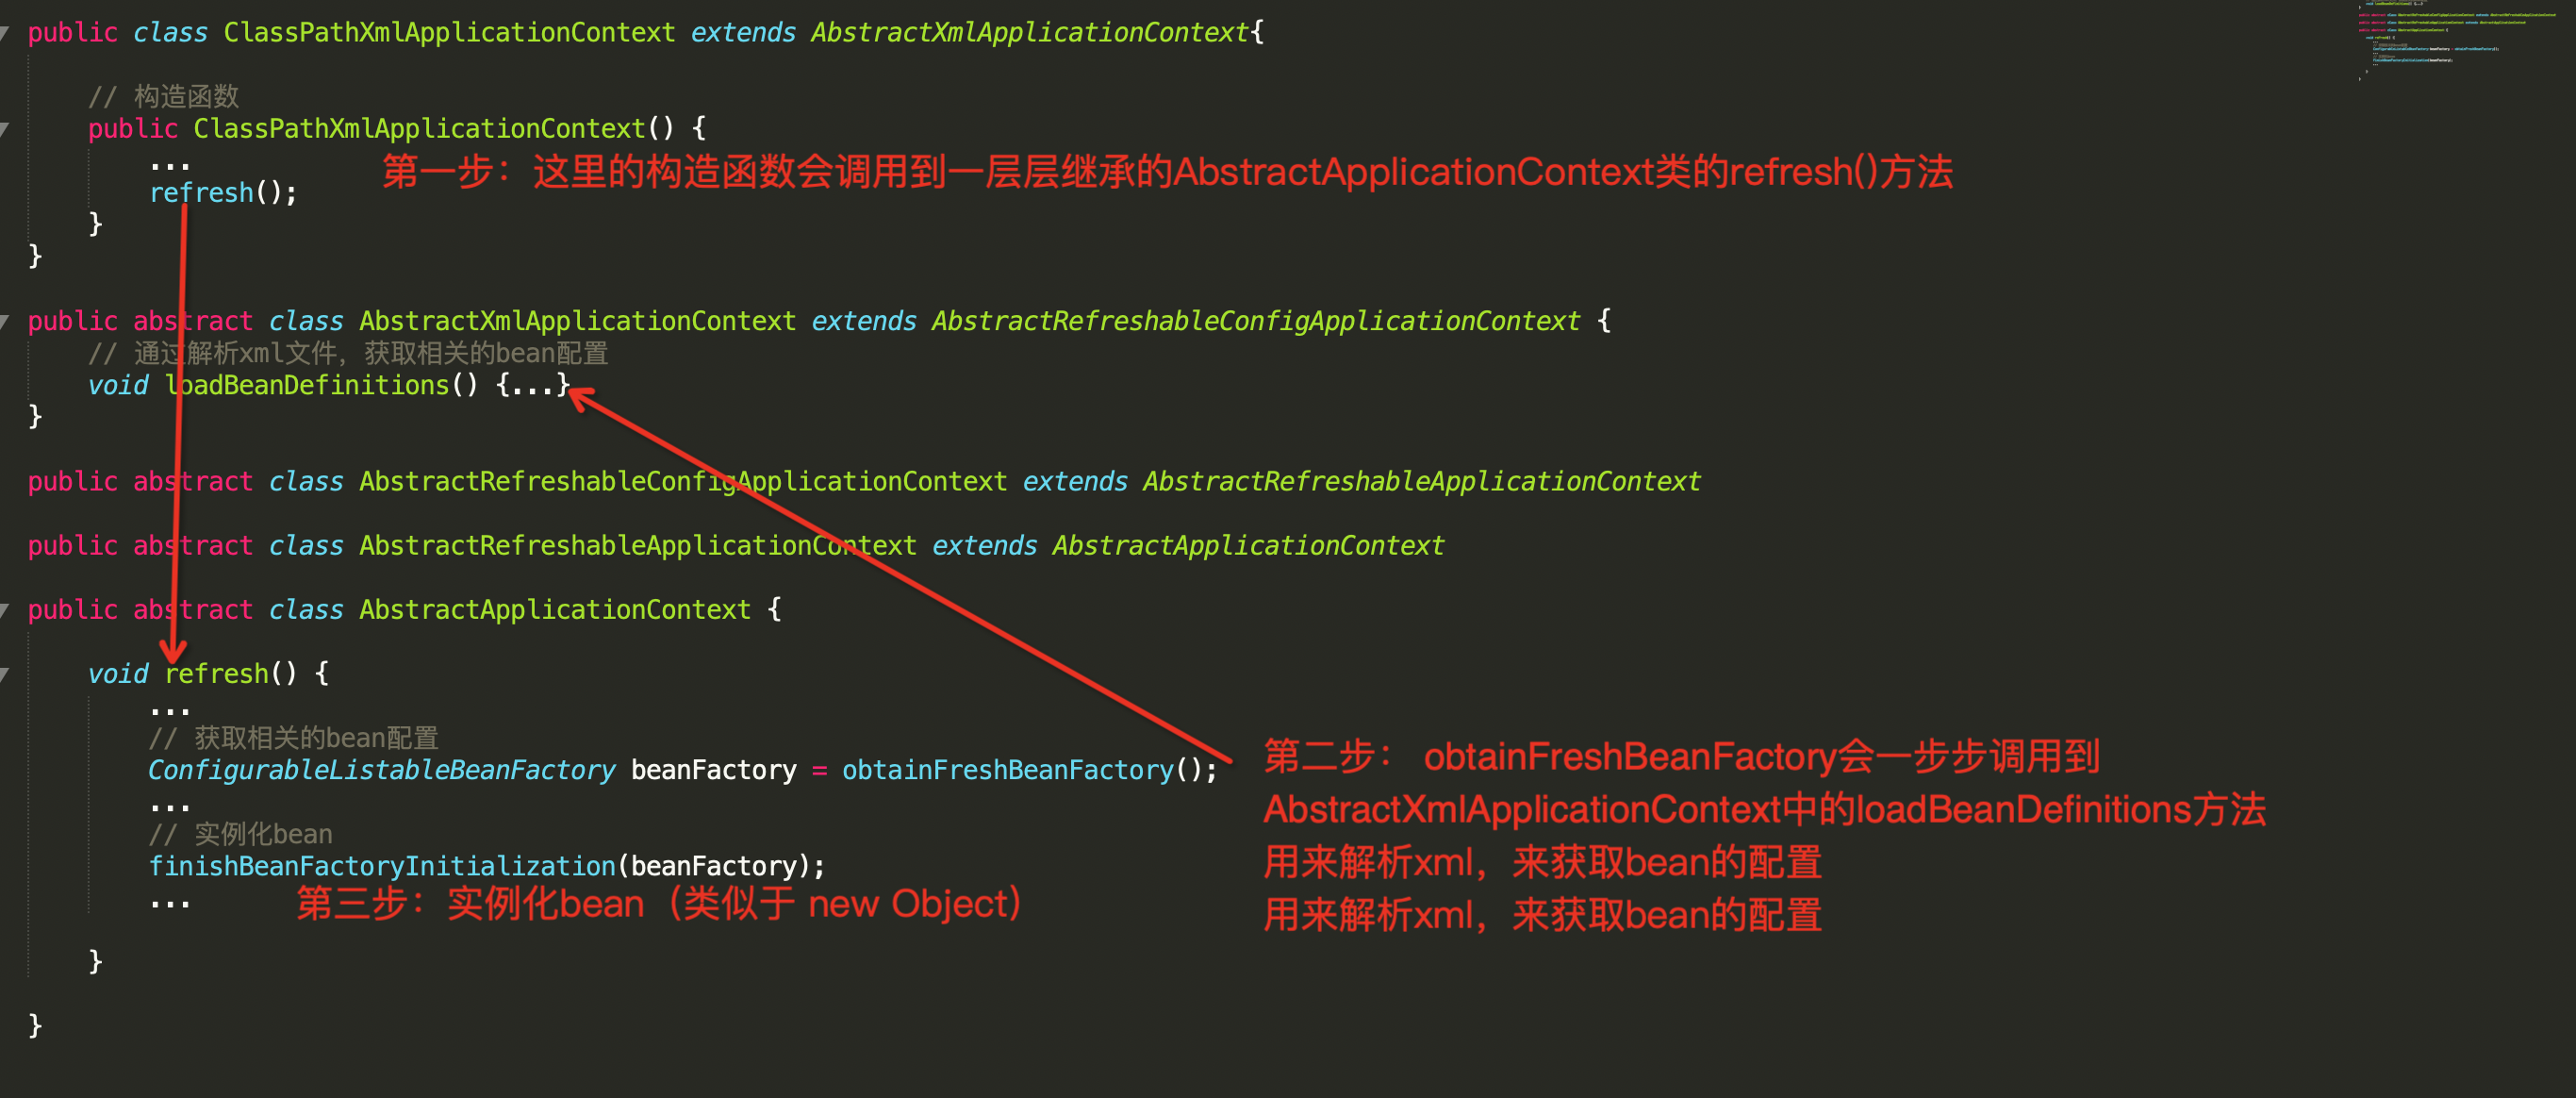 public class ClassPathXmlApplicationContext extends AbstractXmlApplicationContext{
// 构造函数
public ClassPathXmlApplicationContext() {
...
第一步：这里的构造函数会调用到一层层继承的AbstractApplicationContext类的refresh()方法
refresh();
}
}
public abstract class AbstractXmlApplicationContext extends AbstractRefreshableConfigApplicationContext {
// 通过解析xml文件，获取相关的bean配置
void loadBeanDefinitions() {...}
}
public abstract class AbstractRefreshableConfigApplicationContext extends AbstractRefreshableApplicationContext
public abstract class AbstractRefreshableApplicationContext extends AbstractApplicationContext
public abstract class AbstractApplicationContext {
void refresh() {
...
// 获取相关的bean配置
ConfigurableListableBeanFactory beanFactory = obtainFreshBeanFactory();
...
// 实例化bean
finishBeanFactoryInitialization(beanFactory);
...
}
}
第二步： obtainFreshBeanFactory会一步步调用到
AbstractXmlApplicationContext中的loadBeanDefinitions方法
用来解析xml，来获取bean的配置
用来解析xml，来获取bean的配置
第三步：实例化bean（类似于 new Object）